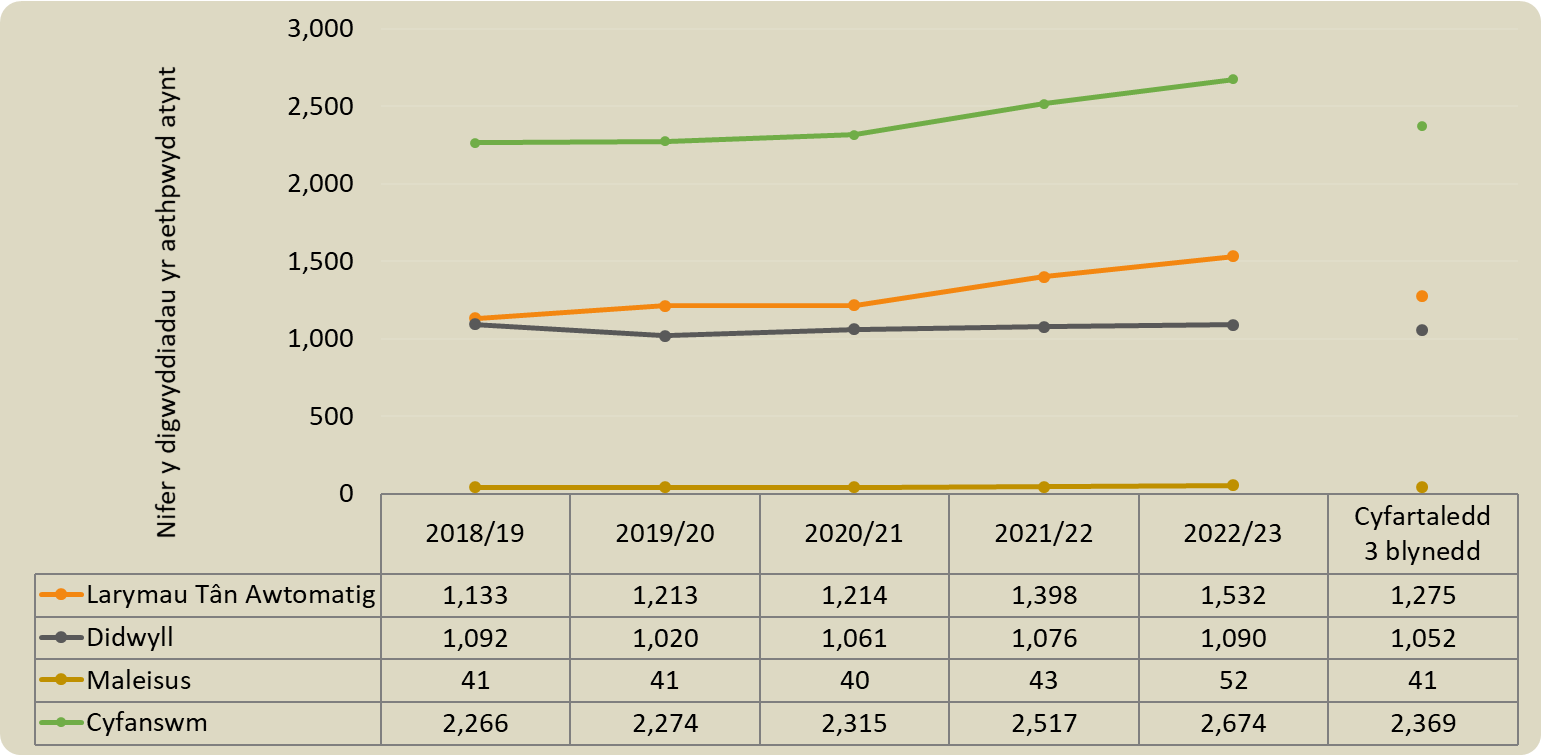 Nifer y digwyddiadau yr aethpwyd atynt
3,000
2,500
2,000
1,500
1,000
500
0
2018/19 2019/20 2020/21 2021/22 2022/23 Cyfartaledd
3 blynedd
Larymau Tân Awtomatig 1,133 1,213 1,214 1,398 1,532 1,275
Didwyll 1,092 1,020 1,061 1,076 1,090 1,052
Maleisus 41 41 40 43 52 41
Cyfanswm 2,266 2,274 2,315 2,517 2,674 2,369